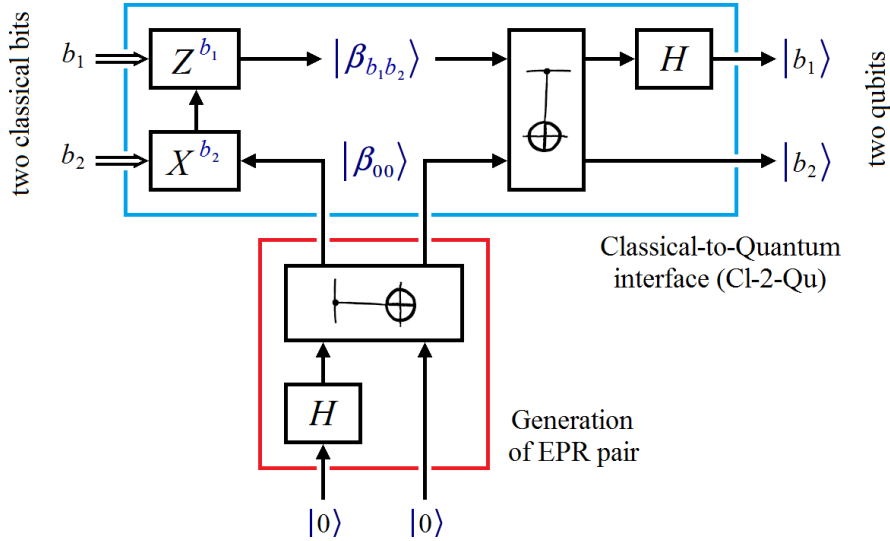 two classical bits
b₁
Z^b₁
|β_b₁b₂⟩
H
|b₁⟩
two qubits
b₂
X^b₂
|β₀₀⟩
|b₂⟩
Classical-to-Quantum
interface (Cl-2-Qu)
H
Generation
of EPR pair
|0⟩
|0⟩